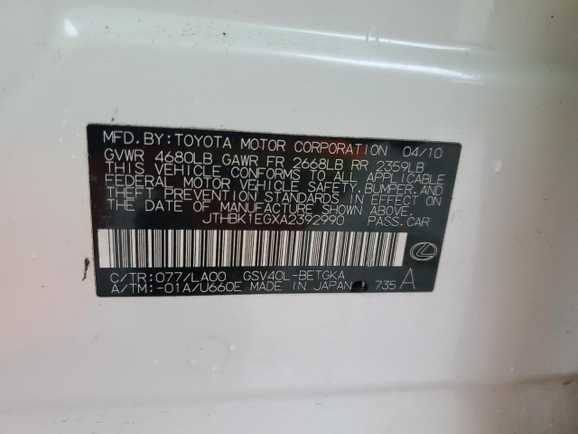 MFD. BY: TOYOTA MOTOR CORPORATION 04/10
GVWR 4680LB GAWR FR 2668LB RR 2359LB
THIS VEHICLE CONFORMS TO ALL APPLICABLE
FEDERAL MOTOR VEHICLE SAFETY, BUMPER, AND
THEFT PREVENTION STANDARDS IN EFFECT ON
THE DATE OF MANUFACTURE SHOWN ABOVE.
JTHBK1EGXA2392990 PASS.CAR
C/TR:077/LA00 GSV40L-BETGKA
A/TM:-01A/U660E MADE IN JAPAN 735 A